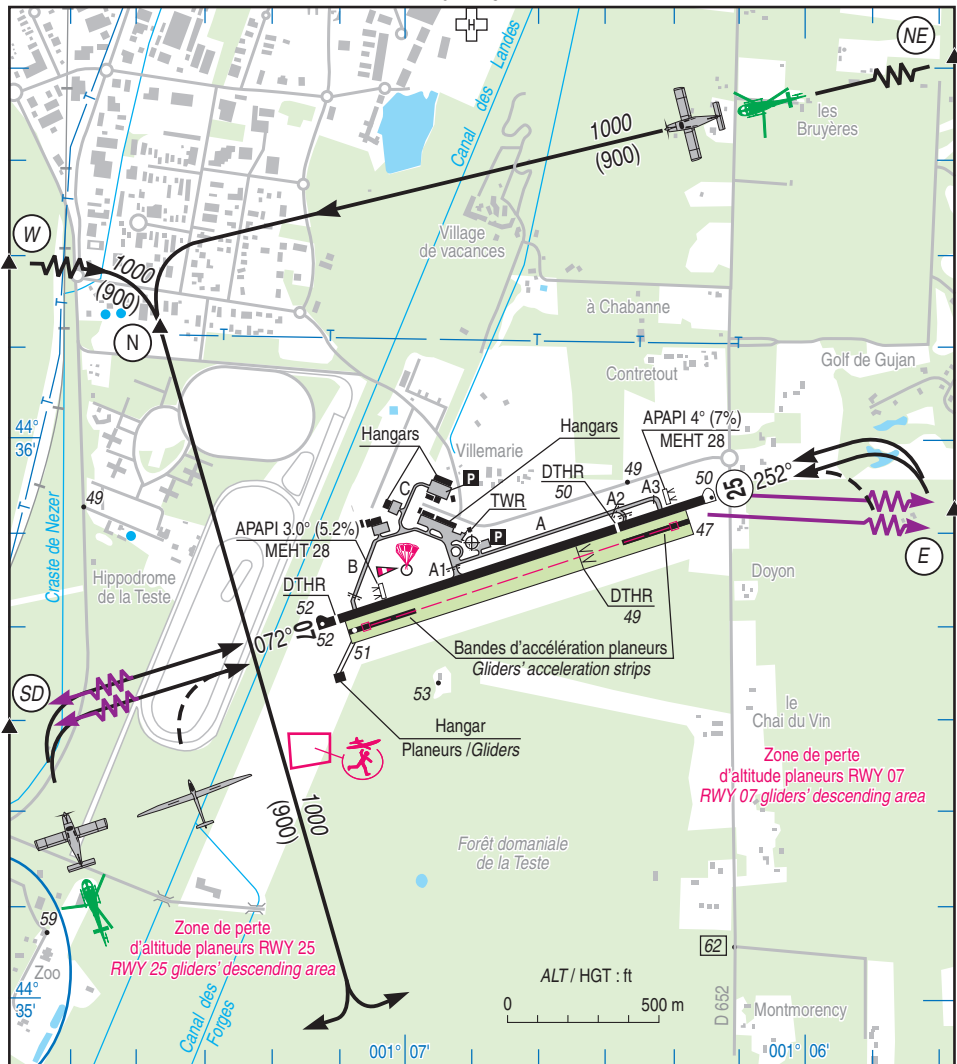 H
NE
les
Bruyères
Canal des Landes
1000
(900)
W
1000
(900)
Village
de vacances
N
T
T
T
T
T
T
T
à Chabanne
Golf de Gujan
Contretout
44°
36'
Hangars
Villemarie
Hangars
APAPI 4° (7%)
MEHT 28
P
DTHR
50
49
50
25
252°
C
TWR
A2
A3
49
APAPI 3.0° (5.2%)
MEHT 28
A
P
47
Craste de Nezer
B
A1
E
Hippodrome
de la Teste
DTHR
52
DTHR
49
Doyon
072°
07
52
51
Bandes d'accélération planeurs
Gliders' acceleration strips
SD
53
le
Chai du Vin
Hangar
Planeurs / Gliders
Zone de perte
d'altitude planeurs RWY 07
RWY 07 gliders' descending area
1000
(900)
Forêt domaniale
de la Teste
59
Zone de perte
d'altitude planeurs RWY 25
RWY 25 gliders' descending area
62
Zoo
ALT / HGT : ft
44°
35'
0
500 m
Canal des
Forges
D 652
Montmorency
001° 07'
001° 06'